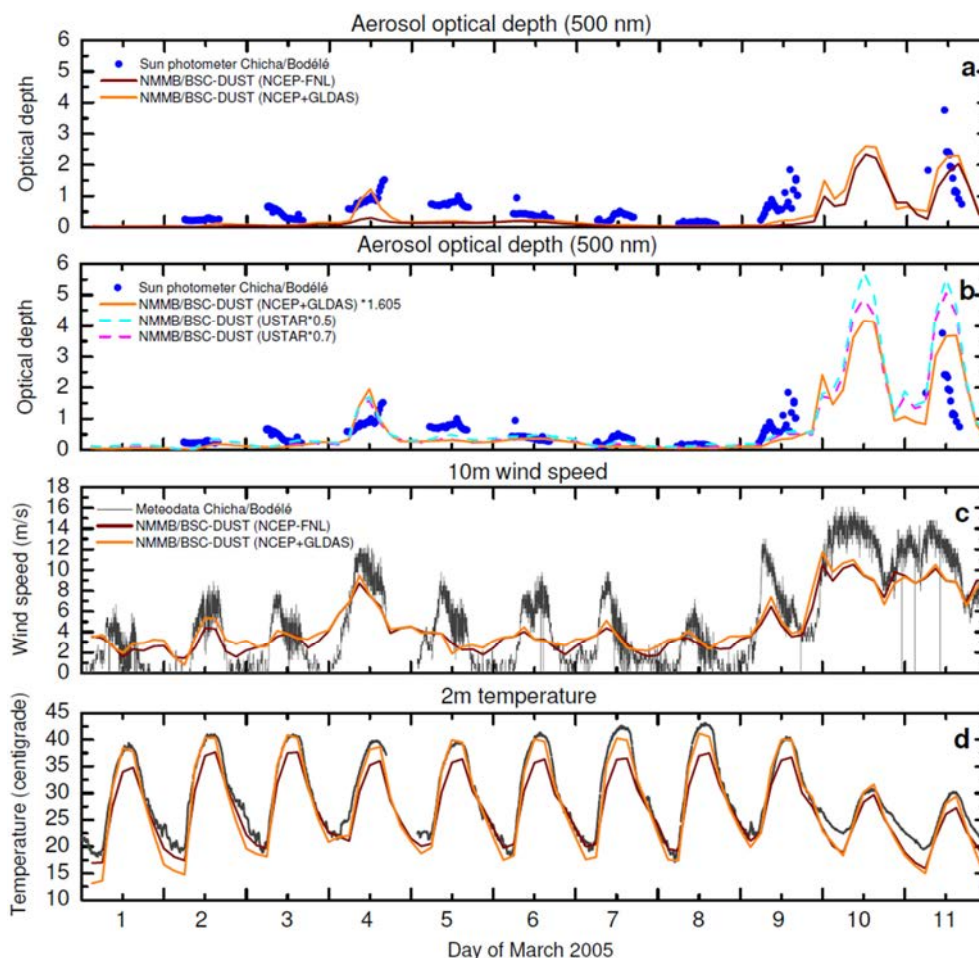 Aerosol optical depth (500 nm)
6
5
4
3
2
1
0
Optical depth
Sun photometer Chicha/Bodélé
NMMB/BSC-DUST (NCEP-FNL)
NMMB/BSC-DUST (NCEP+GLDAS)
a
Aerosol optical depth (500 nm)
6
5
4
3
2
1
0
Optical depth
Sun photometer Chicha/Bodélé
NMMB/BSC-DUST (NCEP+GLDAS) *1.605
NMMB/BSC-DUST (USTAR*0.5)
NMMB/BSC-DUST (USTAR*0.7)
b
10m wind speed
18
16
14
12
10
8
6
4
2
0
Wind speed (m/s)
Meteodata Chicha/Bodélé
NMMB/BSC-DUST (NCEP-FNL)
NMMB/BSC-DUST (NCEP+GLDAS)
c
2m temperature
45
40
35
30
25
20
15
10
Temperature (centigrade)
d
1 2 3 4 5 6 7 8 9 10 11
Day of March 2005